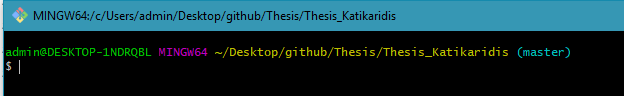 MINGW64:/c/Users/admin/Desktop/github/Thesis/Thesis_Katikaridis
admin@DESKTOP-1NDRQBL MINGW64 ~/Desktop/github/Thesis/Thesis_Katikaridis (master)
$